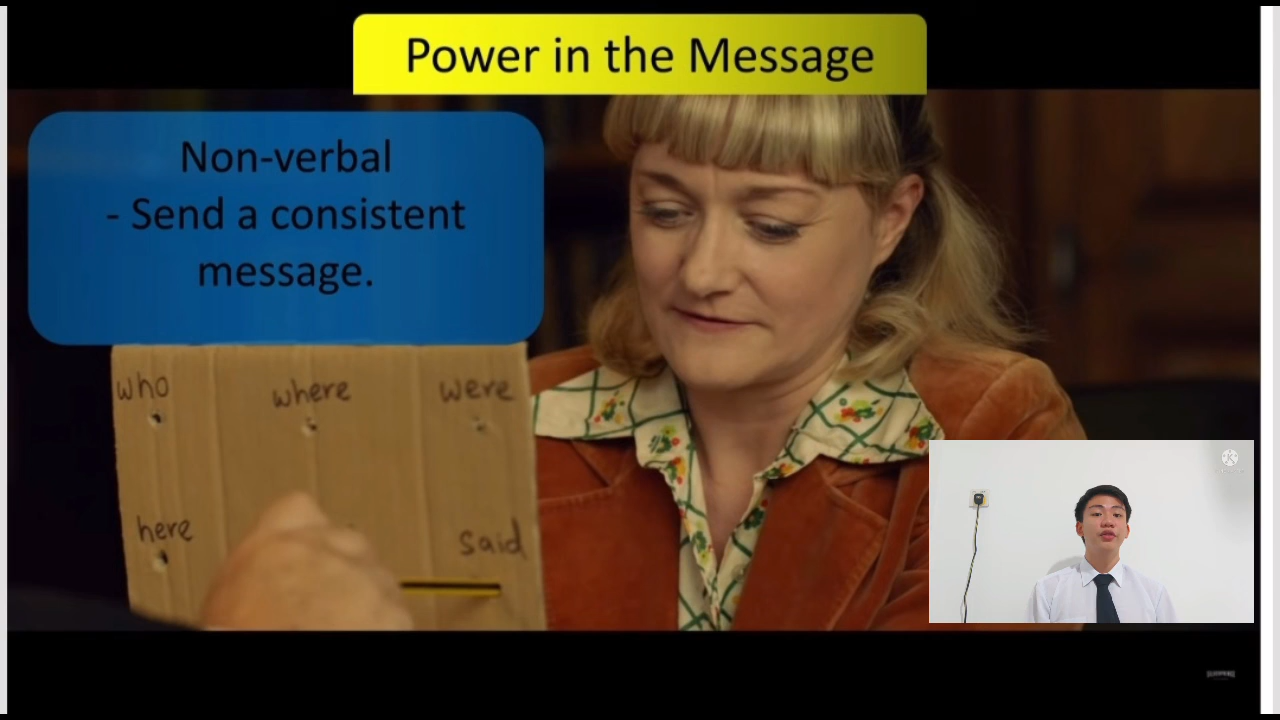 Power in the Message
Non-verbal
- Send a consistent
message.
who where were
here said